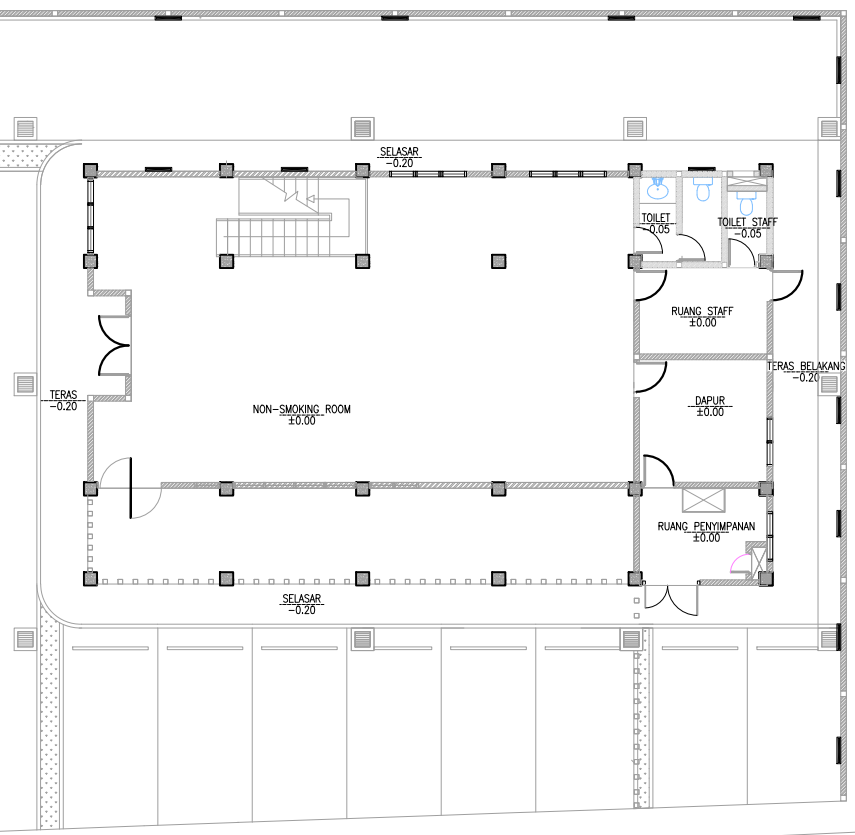 SELASAR
-0.20
TOILET
-0.05
TOILET STAFF
-0.05
RUANG STAFF
±0.00
TERAS BELAKANG
-0.20
TERAS
-0.20
NON-SMOKING ROOM
±0.00
DAPUR
±0.00
RUANG PENYIMPANAN
±0.00
SELASAR
-0.20